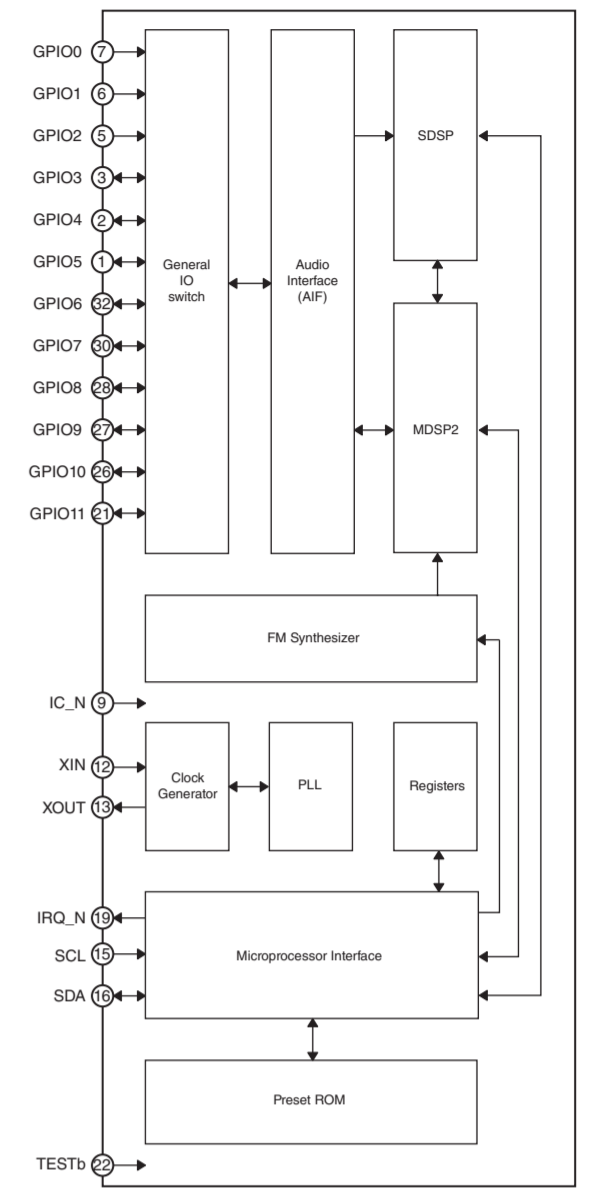 GPIO0 7
GPIO1 6
GPIO2 5
SDSP
GPIO3 3
GPIO4 2
GPIO5 1
General
IO
switch
Audio
Interface
(AIF)
GPIO6 32
GPIO7 30
GPIO8 28
GPIO9 27
MDSP2
GPIO10 26
GPIO11 21
FM Synthesizer
IC_N 9
XIN 12
Clock
Generator
PLL
Registers
XOUT 13
IRQ_N 19
SCL 15
Microprocessor Interface
SDA 16
Preset ROM
TESTb 22